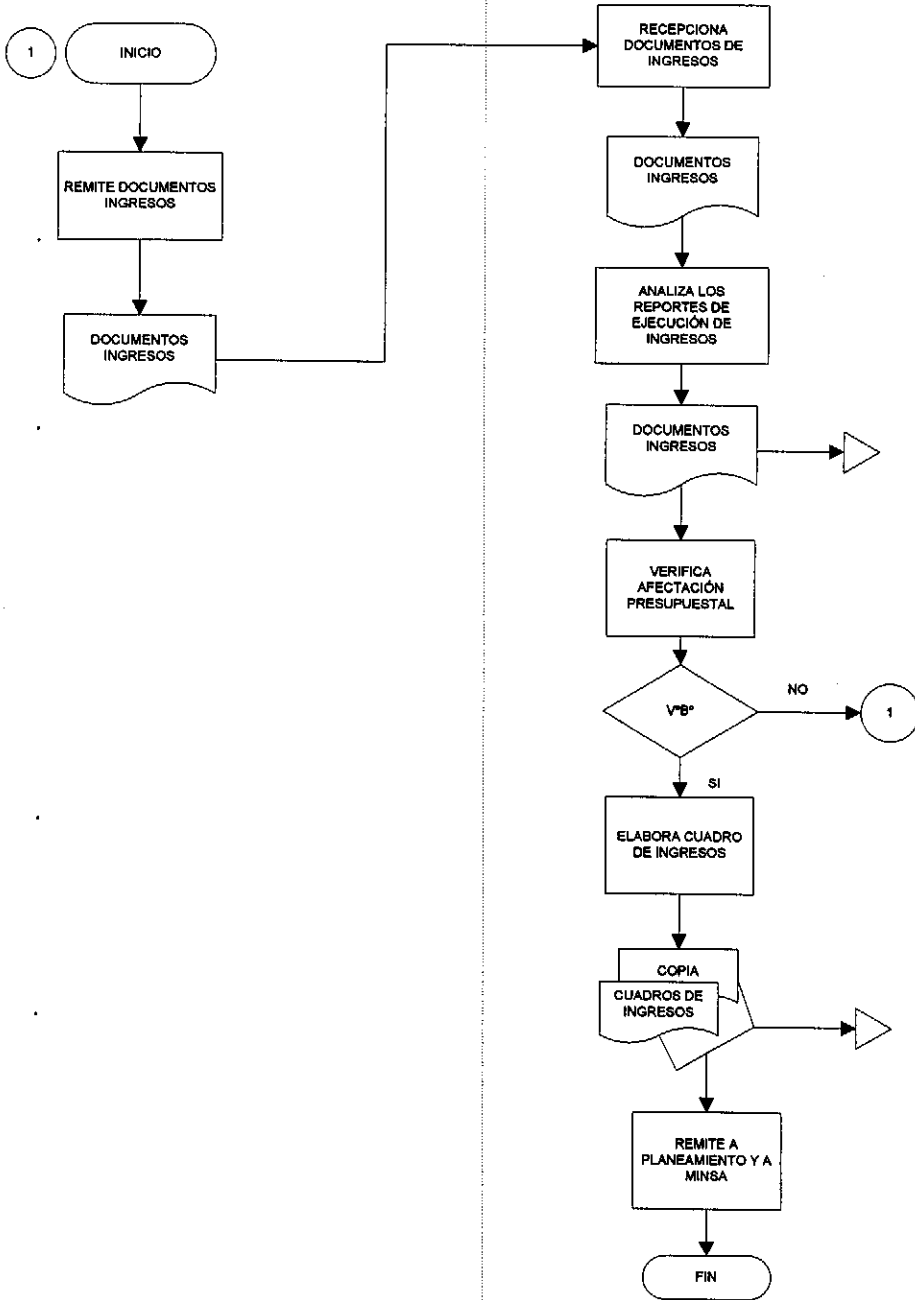 1
INICIO
REMITE DOCUMENTOS
INGRESOS
DOCUMENTOS
INGRESOS
RECEPCIONA
DOCUMENTOS DE
INGRESOS
DOCUMENTOS
INGRESOS
ANALIZA LOS
REPORTES DE
EJECUCIÓN DE
INGRESOS
DOCUMENTOS
INGRESOS
VERIFICA
AFECTACIÓN
PRESUPUESTAL
V°B°
NO
1
SI
ELABORA CUADRO
DE INGRESOS
COPIA
CUADROS DE
INGRESOS
REMITE A
PLANEAMIENTO Y A
MINSA
FIN